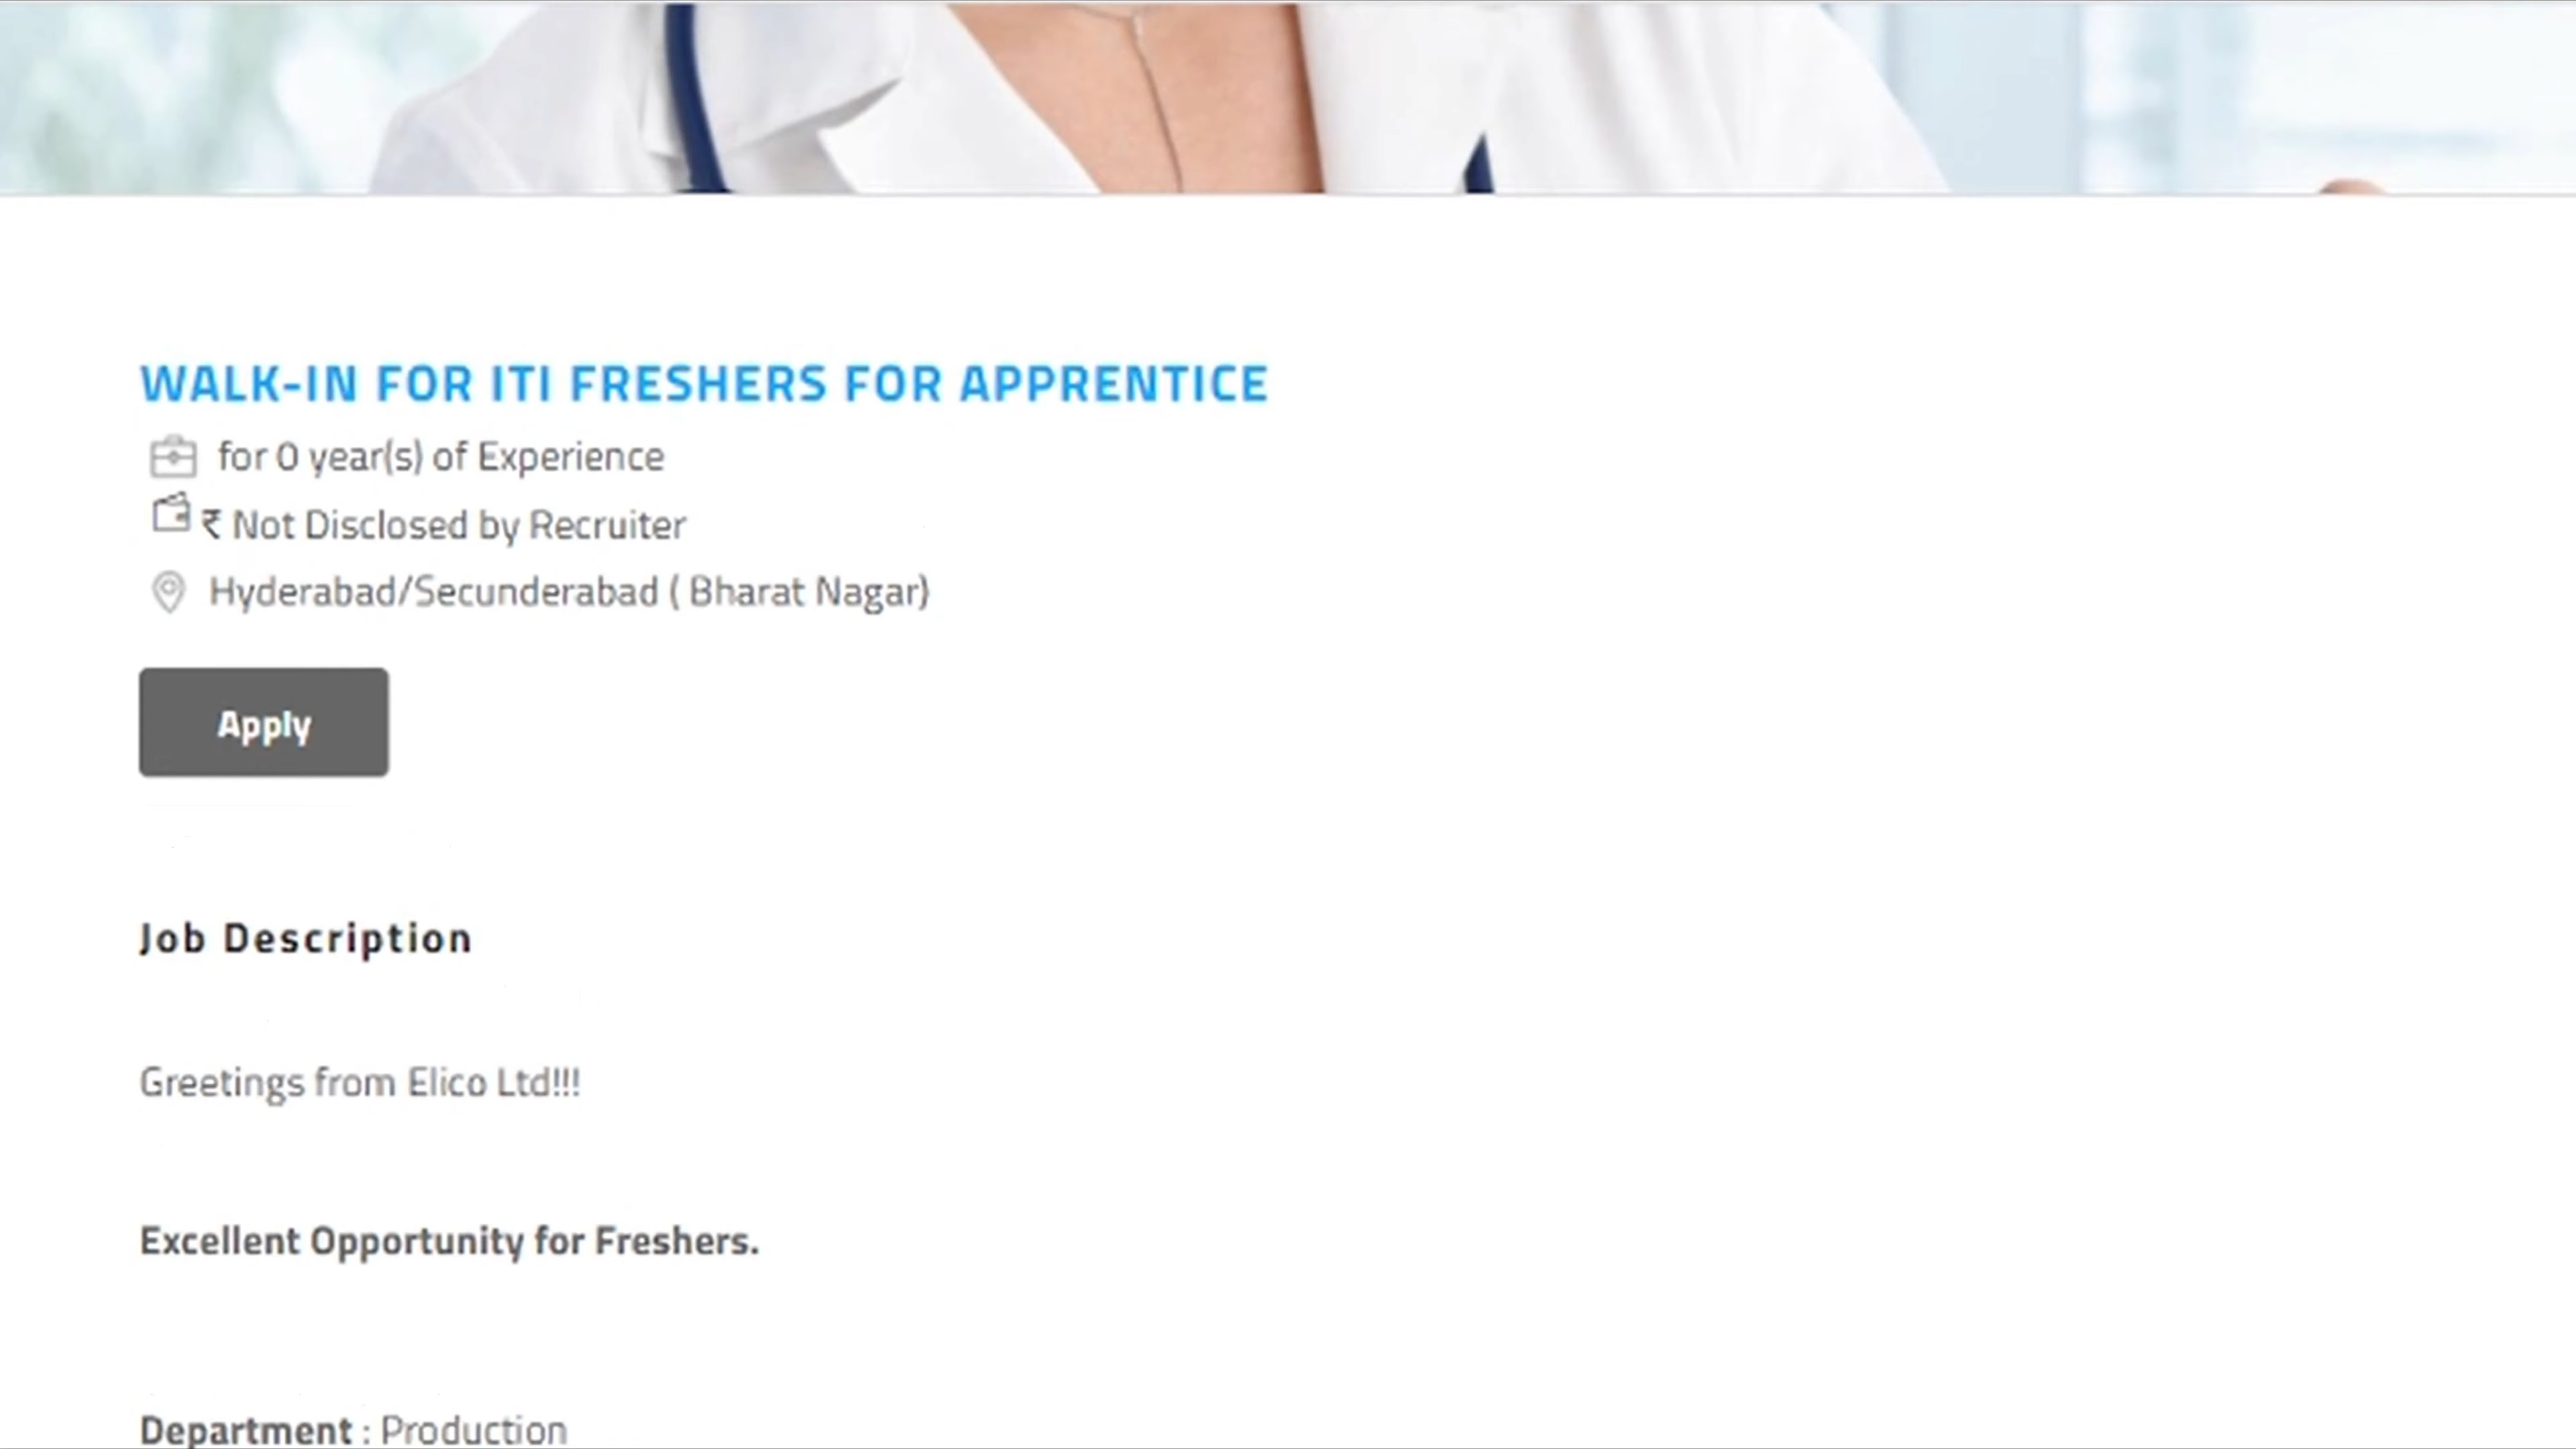 WALK-IN FOR ITI FRESHERS FOR APPRENTICE
for 0 year(s) of Experience
₹ Not Disclosed by Recruiter
Hyderabad/Secunderabad ( Bharat Nagar)
Apply
Job Description
Greetings from Elico Ltd!!!
Excellent Opportunity for Freshers.
Department : Production